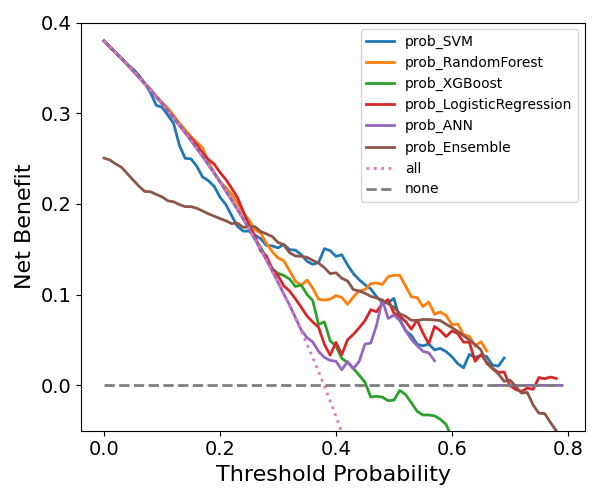 0.4
0.3
0.2
0.1
0.0
Net Benefit
prob_SVM
prob_RandomForest
prob_XGBoost
prob_LogisticRegression
prob_ANN
prob_Ensemble
all
none
0.0 0.2 0.4 0.6 0.8
Threshold Probability